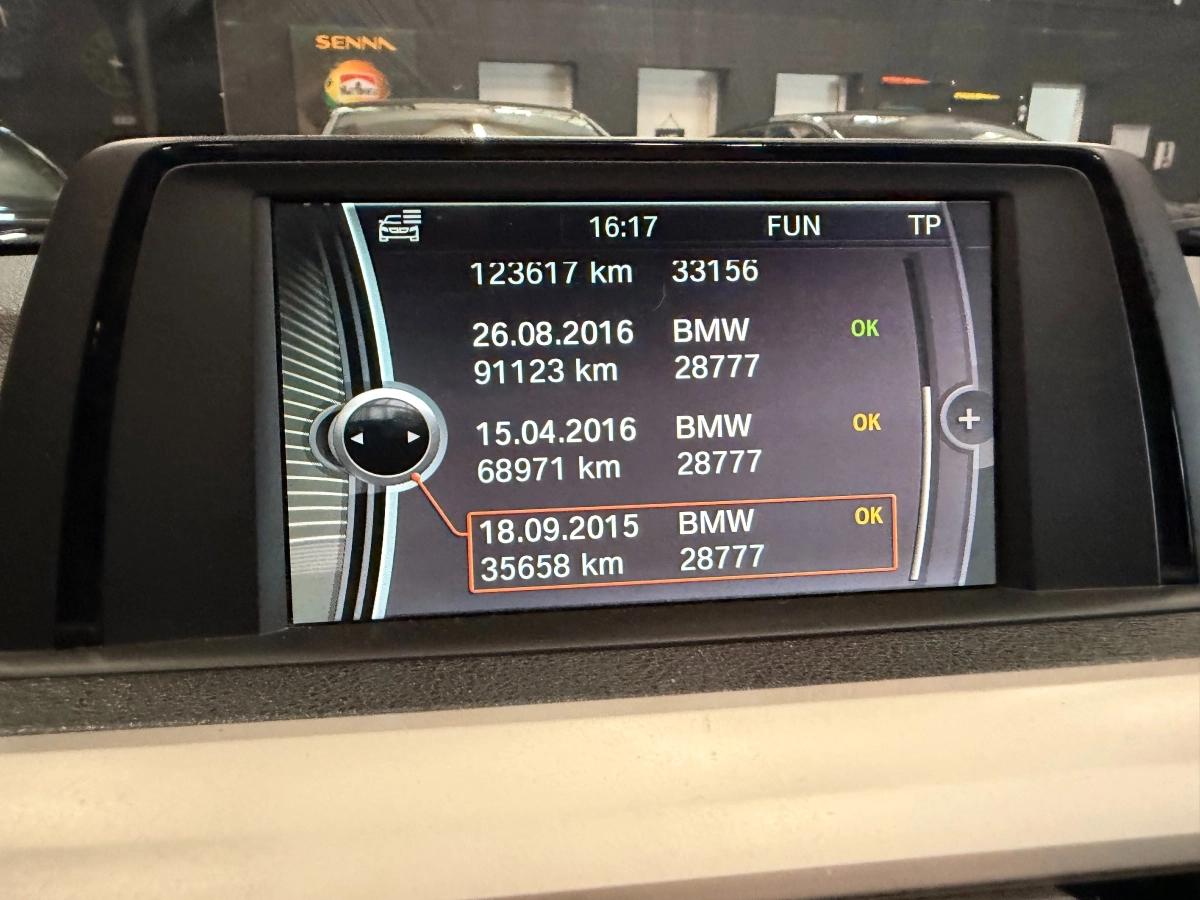 SENNA
16:17 FUN TP
123617 km 33156
26.08.2016 BMW OK
91123 km 28777
15.04.2016 BMW OK
68971 km 28777
18.09.2015 BMW OK
35658 km 28777